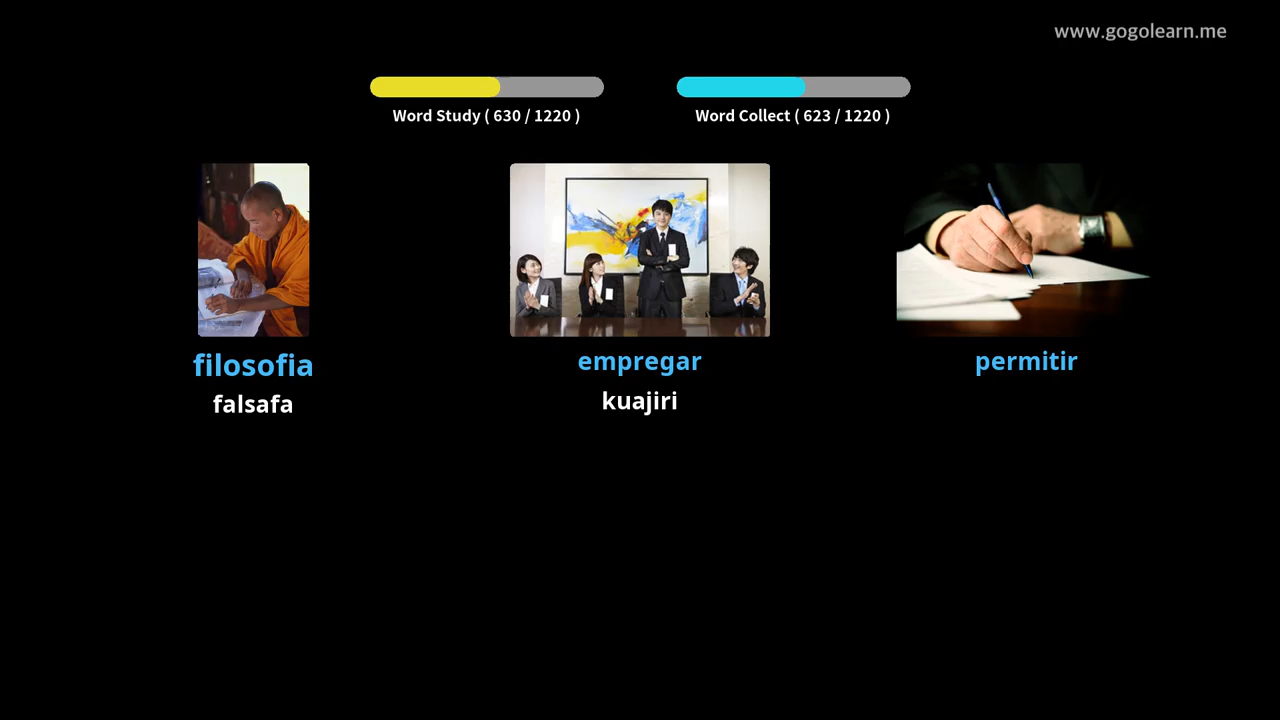 www.gogolearn.me
Word Study ( 630 / 1220 )
Word Collect ( 623 / 1220 )
filosofia
falsafa
empregar
kuajiri
permitir